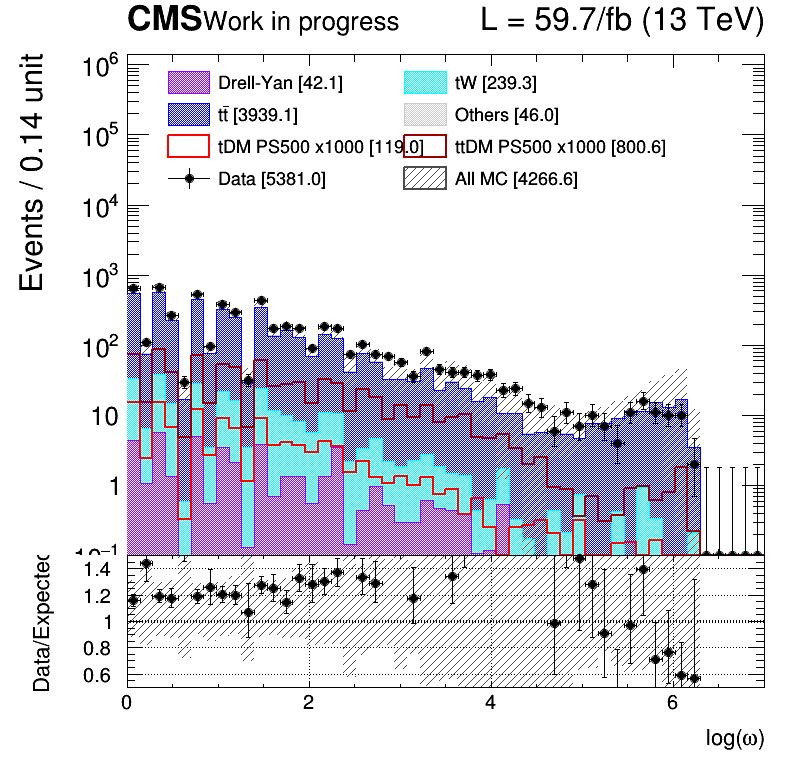 CMS Work in progress L = 59.7/fb (13 TeV)
Events / 0.14 unit
10⁶
10⁵
10⁴
10³
10²
10
1
10⁻¹
Drell-Yan [42.1] tW [239.3]
tt̄ [3939.1] Others [46.0]
tDM PS500 x1000 [119.0] ttDM PS500 x1000 [800.6]
Data [5381.0] All MC [4266.6]
Data/Expected
1.4
1.2
1
0.8
0.6
0 2 4 6
log(ω)